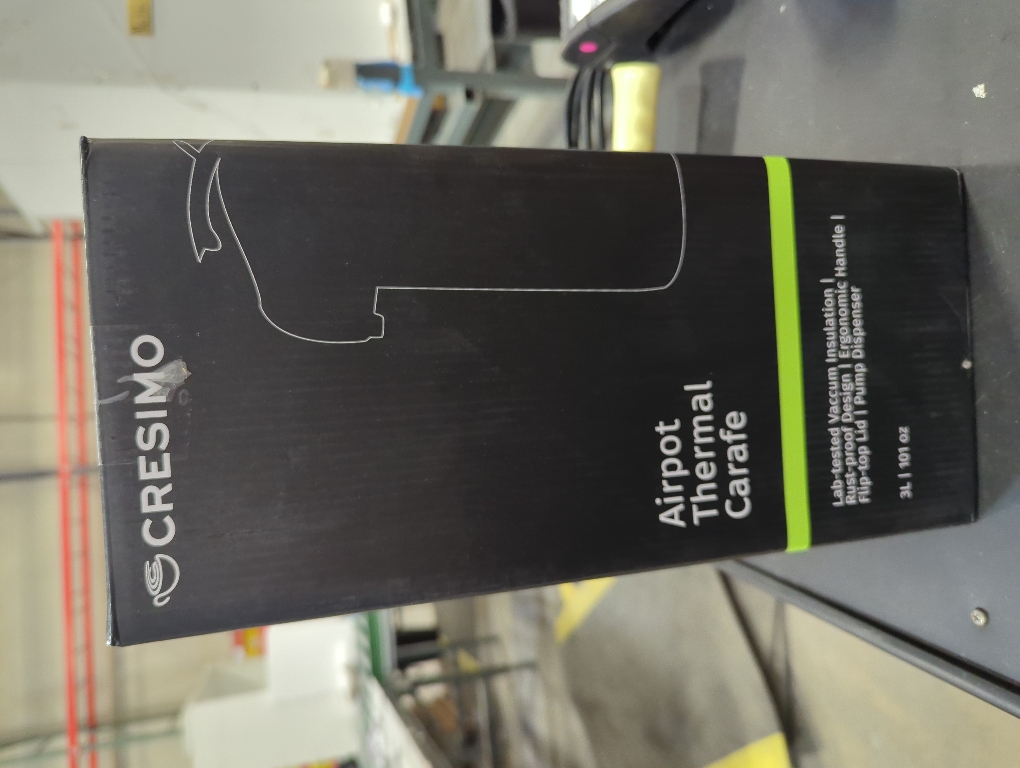 CRESIMO
Airpot
Thermal
Carafe
Lab-tested Vaccum Insulation |
Rust-proof Design | Ergonomic Handle |
Flip-top Lid | Pump Dispenser
3L | 101 oz